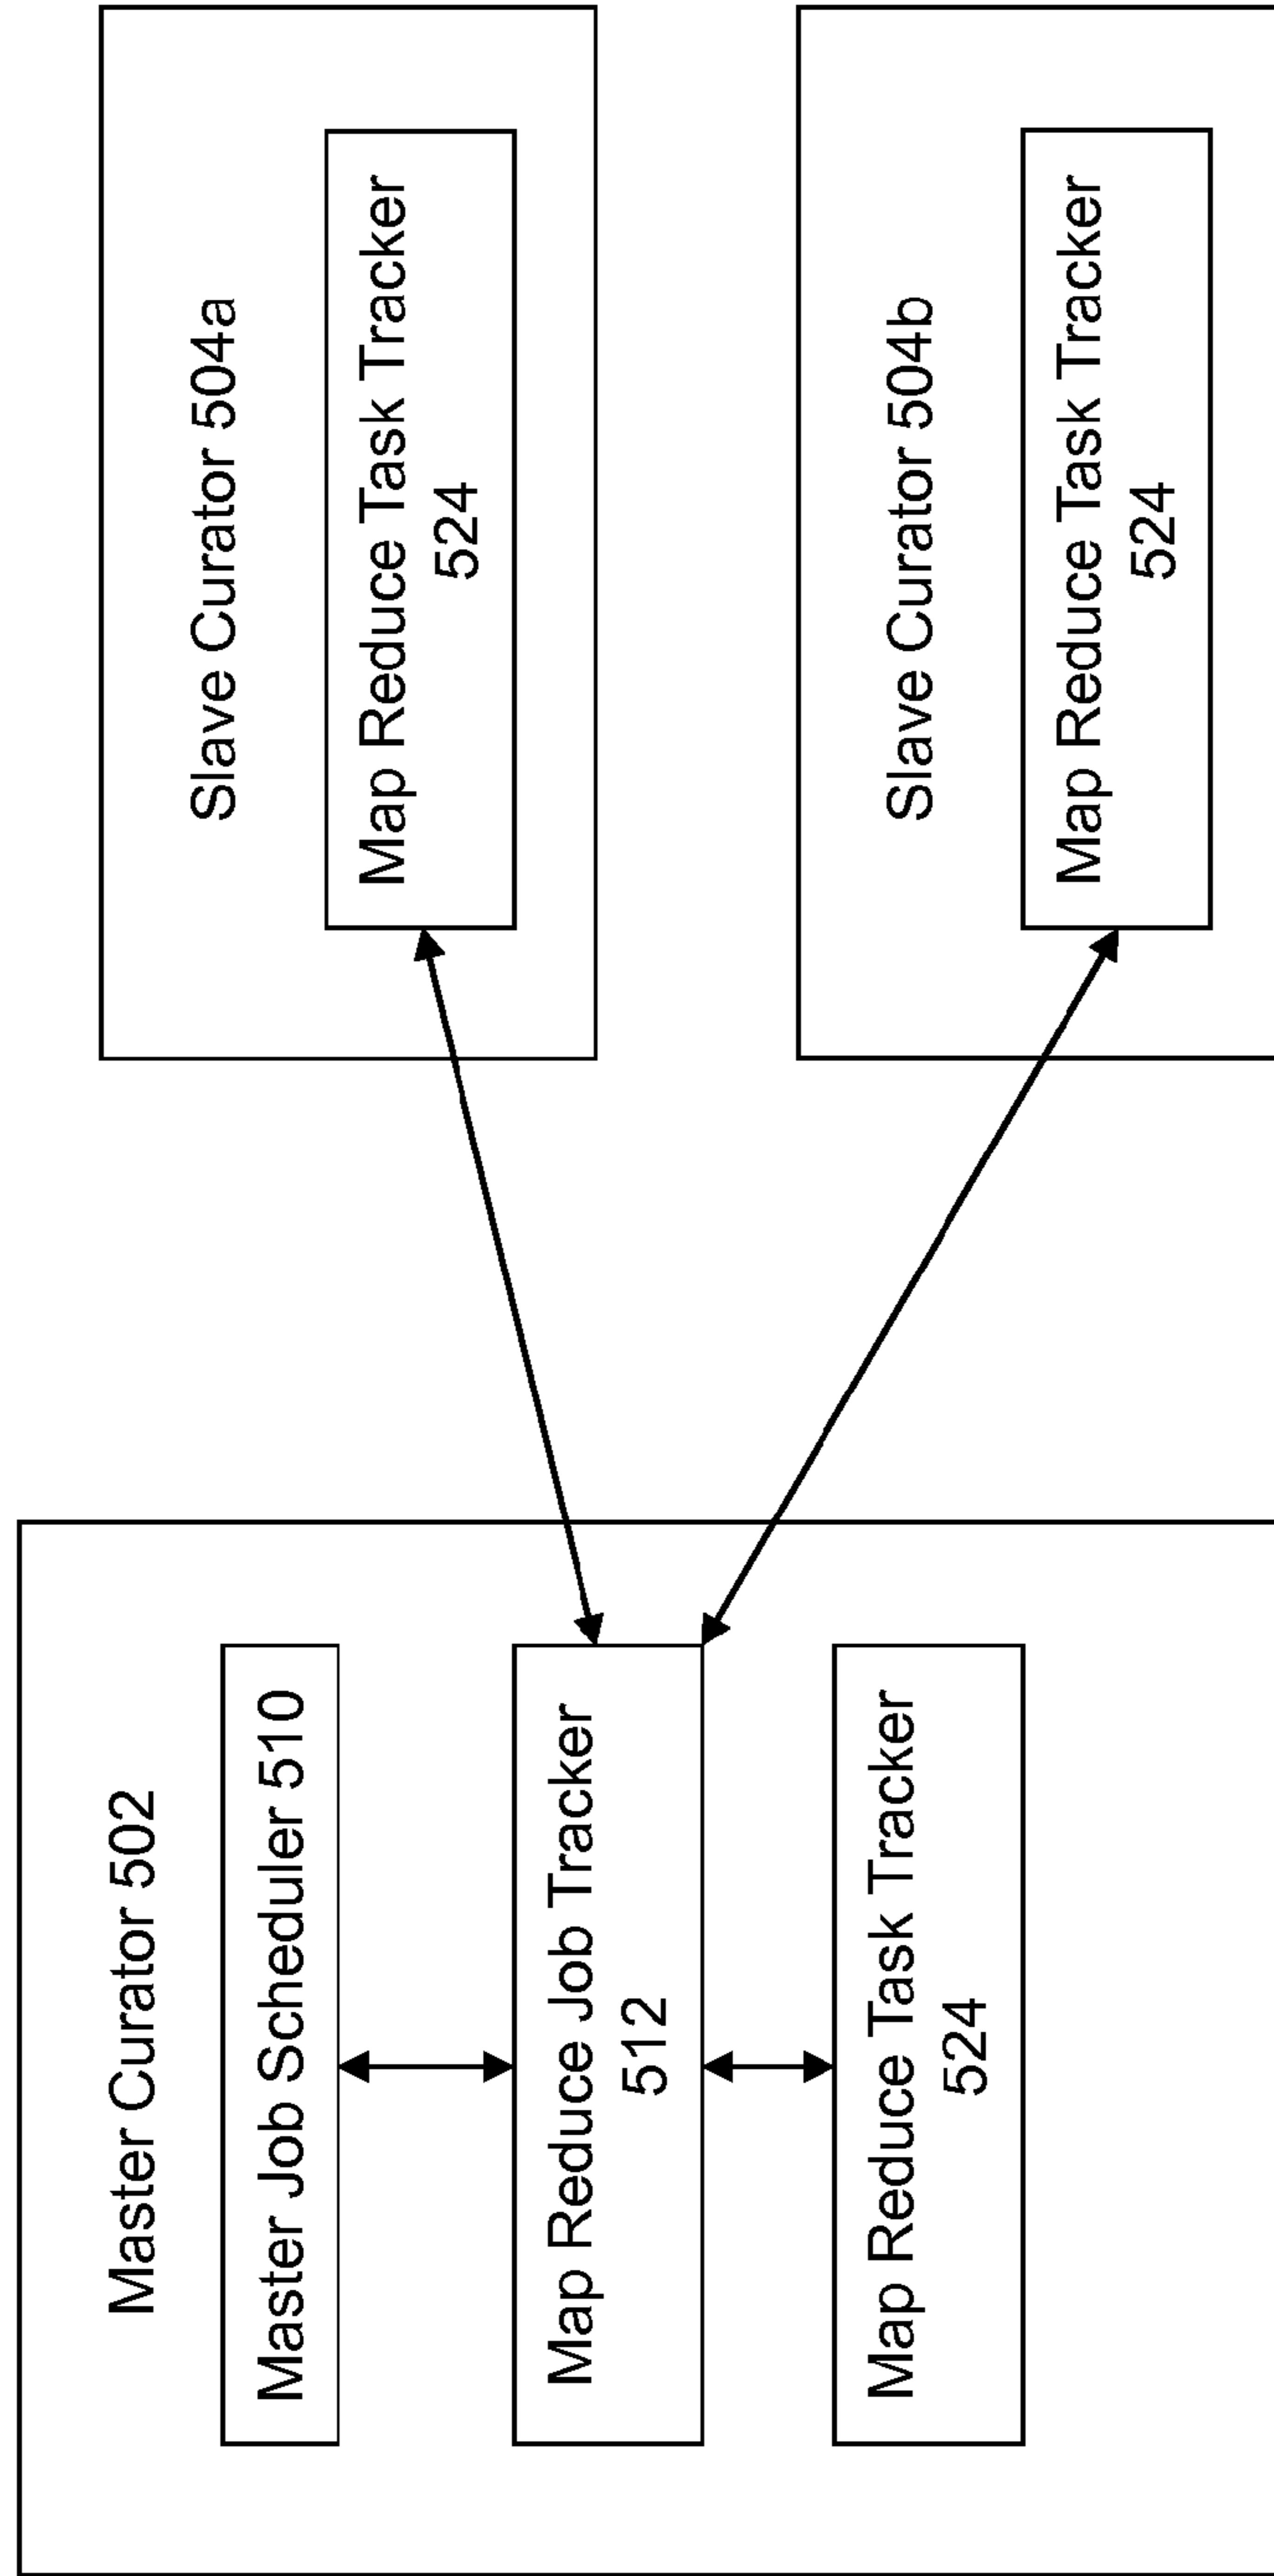 Master Curator 502
Master Job Scheduler 510
Map Reduce Job Tracker
512
Map Reduce Task Tracker
524
Slave Curator 504a
Map Reduce Task Tracker
524
Slave Curator 504b
Map Reduce Task Tracker
524